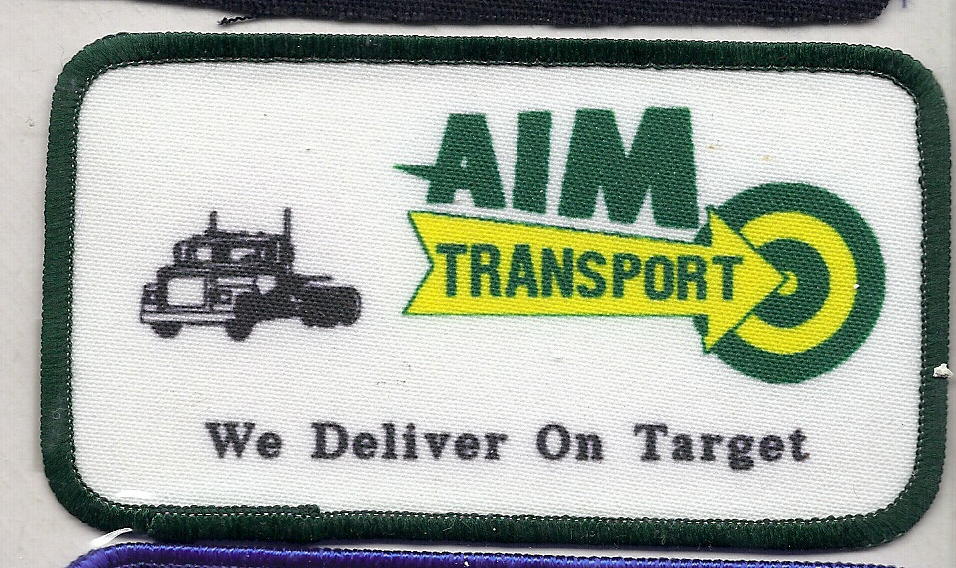 AIM
TRANSPORT
We Deliver On Target